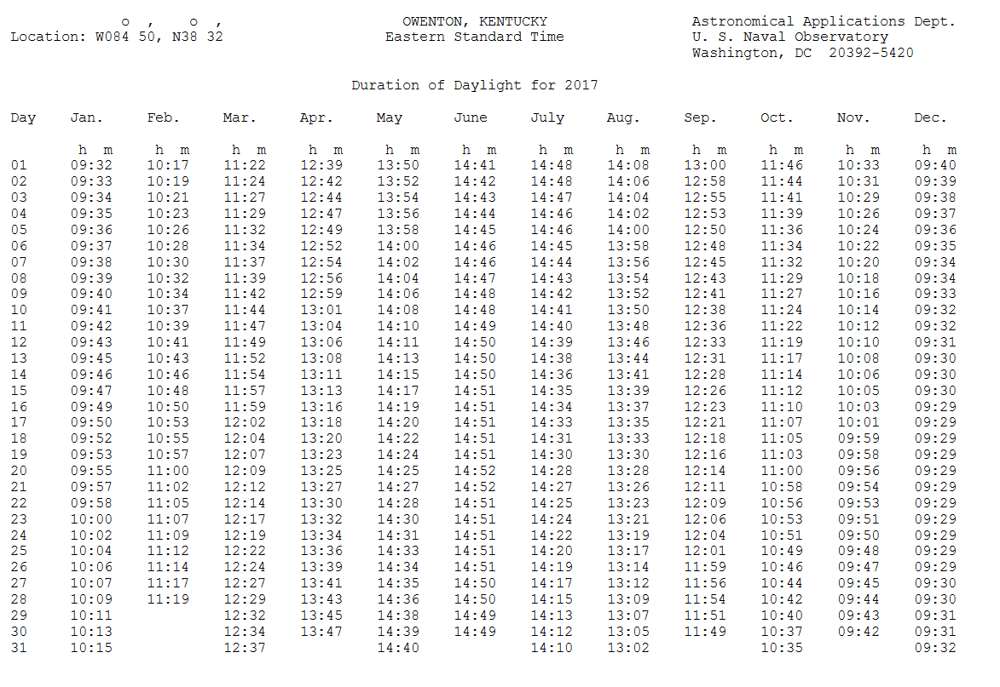 o , o , OWENTON, KENTUCKY Astronomical Applications Dept.
Location: W084 50, N38 32 Eastern Standard Time U. S. Naval Observatory
Washington, DC 20392-5420
Duration of Daylight for 2017
Day Jan. Feb. Mar. Apr. May June July Aug. Sep. Oct. Nov. Dec.
h m h m h m h m h m h m h m h m h m h m h m h m
01 09:32 10:17 11:22 12:39 13:50 14:41 14:48 14:08 13:00 11:46 10:33 09:40
02 09:33 10:19 11:24 12:42 13:52 14:42 14:48 14:06 12:58 11:44 10:31 09:39
03 09:34 10:21 11:27 12:44 13:54 14:43 14:47 14:04 12:55 11:41 10:29 09:38
04 09:35 10:23 11:29 12:47 13:56 14:44 14:46 14:02 12:53 11:39 10:26 09:37
05 09:36 10:26 11:32 12:49 13:58 14:45 14:46 14:00 12:50 11:36 10:24 09:36
06 09:37 10:28 11:34 12:52 14:00 14:46 14:45 13:58 12:48 11:34 10:22 09:35
07 09:38 10:30 11:37 12:54 14:02 14:46 14:44 13:56 12:45 11:32 10:20 09:34
08 09:39 10:32 11:39 12:56 14:04 14:47 14:43 13:54 12:43 11:29 10:18 09:34
09 09:40 10:34 11:42 12:59 14:06 14:48 14:42 13:52 12:41 11:27 10:16 09:33
10 09:41 10:37 11:44 13:01 14:08 14:48 14:41 13:50 12:38 11:24 10:14 09:32
11 09:42 10:39 11:47 13:04 14:10 14:49 14:40 13:48 12:36 11:22 10:12 09:32
12 09:43 10:41 11:49 13:06 14:11 14:50 14:39 13:46 12:33 11:19 10:10 09:31
13 09:45 10:43 11:52 13:08 14:13 14:50 14:38 13:44 12:31 11:17 10:08 09:30
14 09:46 10:46 11:54 13:11 14:15 14:50 14:36 13:41 12:28 11:14 10:06 09:30
15 09:47 10:48 11:57 13:13 14:17 14:51 14:35 13:39 12:26 11:12 10:05 09:30
16 09:49 10:50 11:59 13:16 14:19 14:51 14:34 13:37 12:23 11:10 10:03 09:29
17 09:50 10:53 12:02 13:18 14:20 14:51 14:33 13:35 12:21 11:07 10:01 09:29
18 09:52 10:55 12:04 13:20 14:22 14:51 14:31 13:33 12:18 11:05 09:59 09:29
19 09:53 10:57 12:07 13:23 14:24 14:51 14:30 13:30 12:16 11:03 09:58 09:29
20 09:55 11:00 12:09 13:25 14:25 14:52 14:28 13:28 12:14 11:00 09:56 09:29
21 09:57 11:02 12:12 13:27 14:27 14:52 14:27 13:26 12:11 10:58 09:54 09:29
22 09:58 11:05 12:14 13:30 14:28 14:51 14:25 13:23 12:09 10:56 09:53 09:29
23 10:00 11:07 12:17 13:32 14:30 14:51 14:24 13:21 12:06 10:53 09:51 09:29
24 10:02 11:09 12:19 13:34 14:31 14:51 14:22 13:19 12:04 10:51 09:50 09:29
25 10:04 11:12 12:22 13:36 14:33 14:51 14:20 13:17 12:01 10:49 09:48 09:29
26 10:06 11:14 12:24 13:39 14:34 14:51 14:19 13:14 11:59 10:46 09:47 09:29
27 10:07 11:17 12:27 13:41 14:35 14:50 14:17 13:12 11:56 10:44 09:45 09:30
28 10:09 11:19 12:29 13:43 14:36 14:50 14:15 13:09 11:54 10:42 09:44 09:30
29 10:11 12:32 13:45 14:38 14:49 14:13 13:07 11:51 10:40 09:43 09:31
30 10:13 12:34 13:47 14:39 14:49 14:12 13:05 11:49 10:37 09:42 09:31
31 10:15 12:37 14:40 14:10 13:02 10:35 09:32